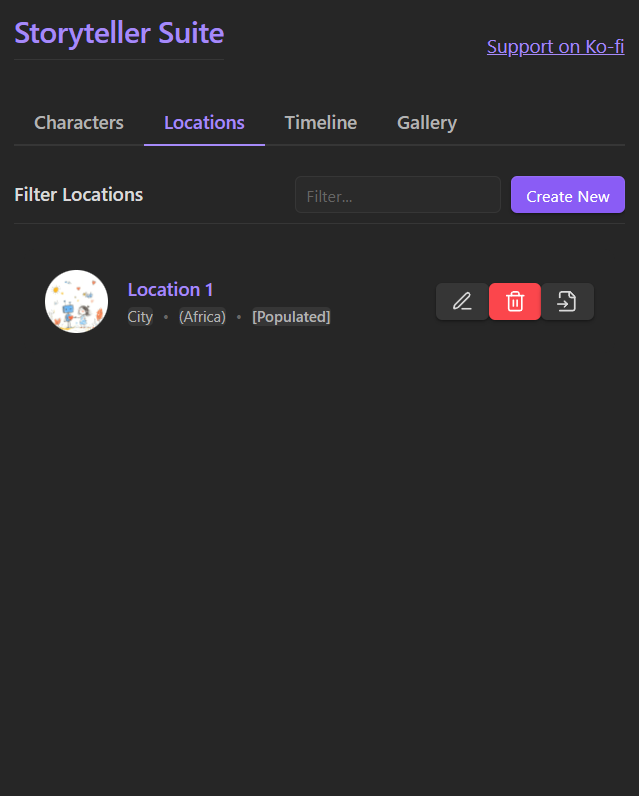 Storyteller Suite
Support on Ko-fi
Characters Locations Timeline Gallery
Filter Locations Filter... Create New
Location 1
City • (Africa) • [Populated]